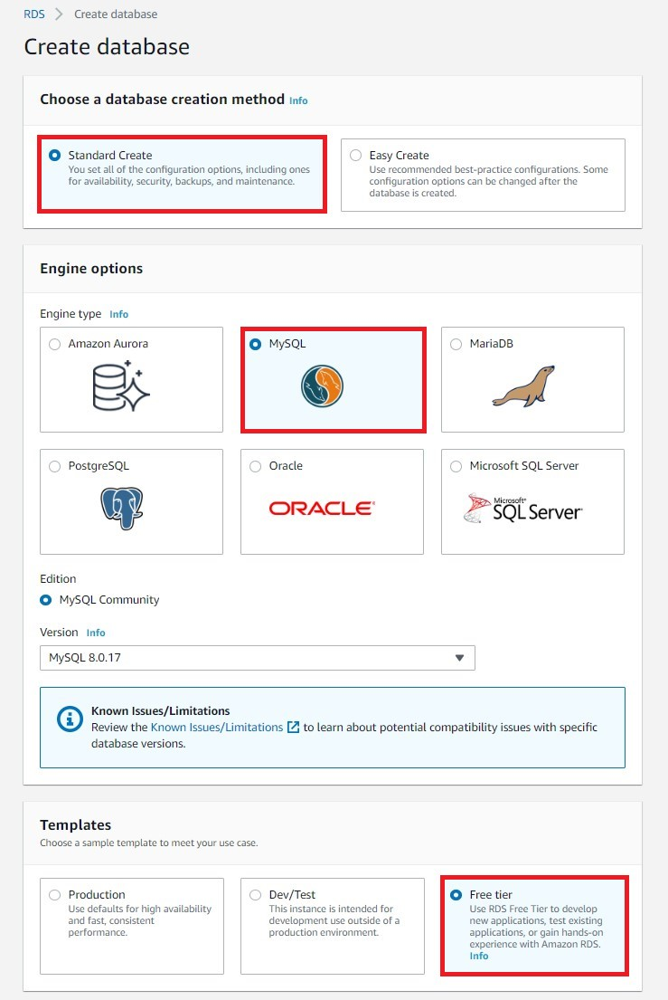 RDS > Create database
Create database
Choose a database creation method Info
Standard Create
You set all of the configuration options, including ones
for availability, security, backups, and maintenance.
Easy Create
Use recommended best-practice configurations. Some
configuration options can be changed after the
database is created.
Engine options
Engine type Info
Amazon Aurora
MySQL
MariaDB
PostgreSQL
Oracle
ORACLE®
Microsoft SQL Server
Microsoft®
SQL Server®
Edition
MySQL Community
Version Info
MySQL 8.0.17
Known Issues/Limitations
Review the Known Issues/Limitations to learn about potential compatibility issues with specific
database versions.
Templates
Choose a sample template to meet your use case.
Production
Use defaults for high availability
and fast, consistent
performance.
Dev/Test
This instance is intended for
development use outside of a
production environment.
Free tier
Use RDS Free Tier to develop
new applications, test existing
applications, or gain hands-on
experience with Amazon RDS.
Info